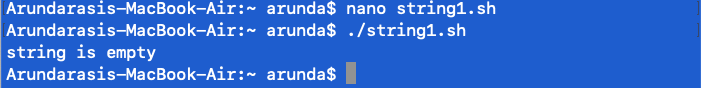 Arundarasis-MacBook-Air:~ arunda$ nano string1.sh
Arundarasis-MacBook-Air:~ arunda$ ./string1.sh
string is empty
Arundarasis-MacBook-Air:~ arunda$